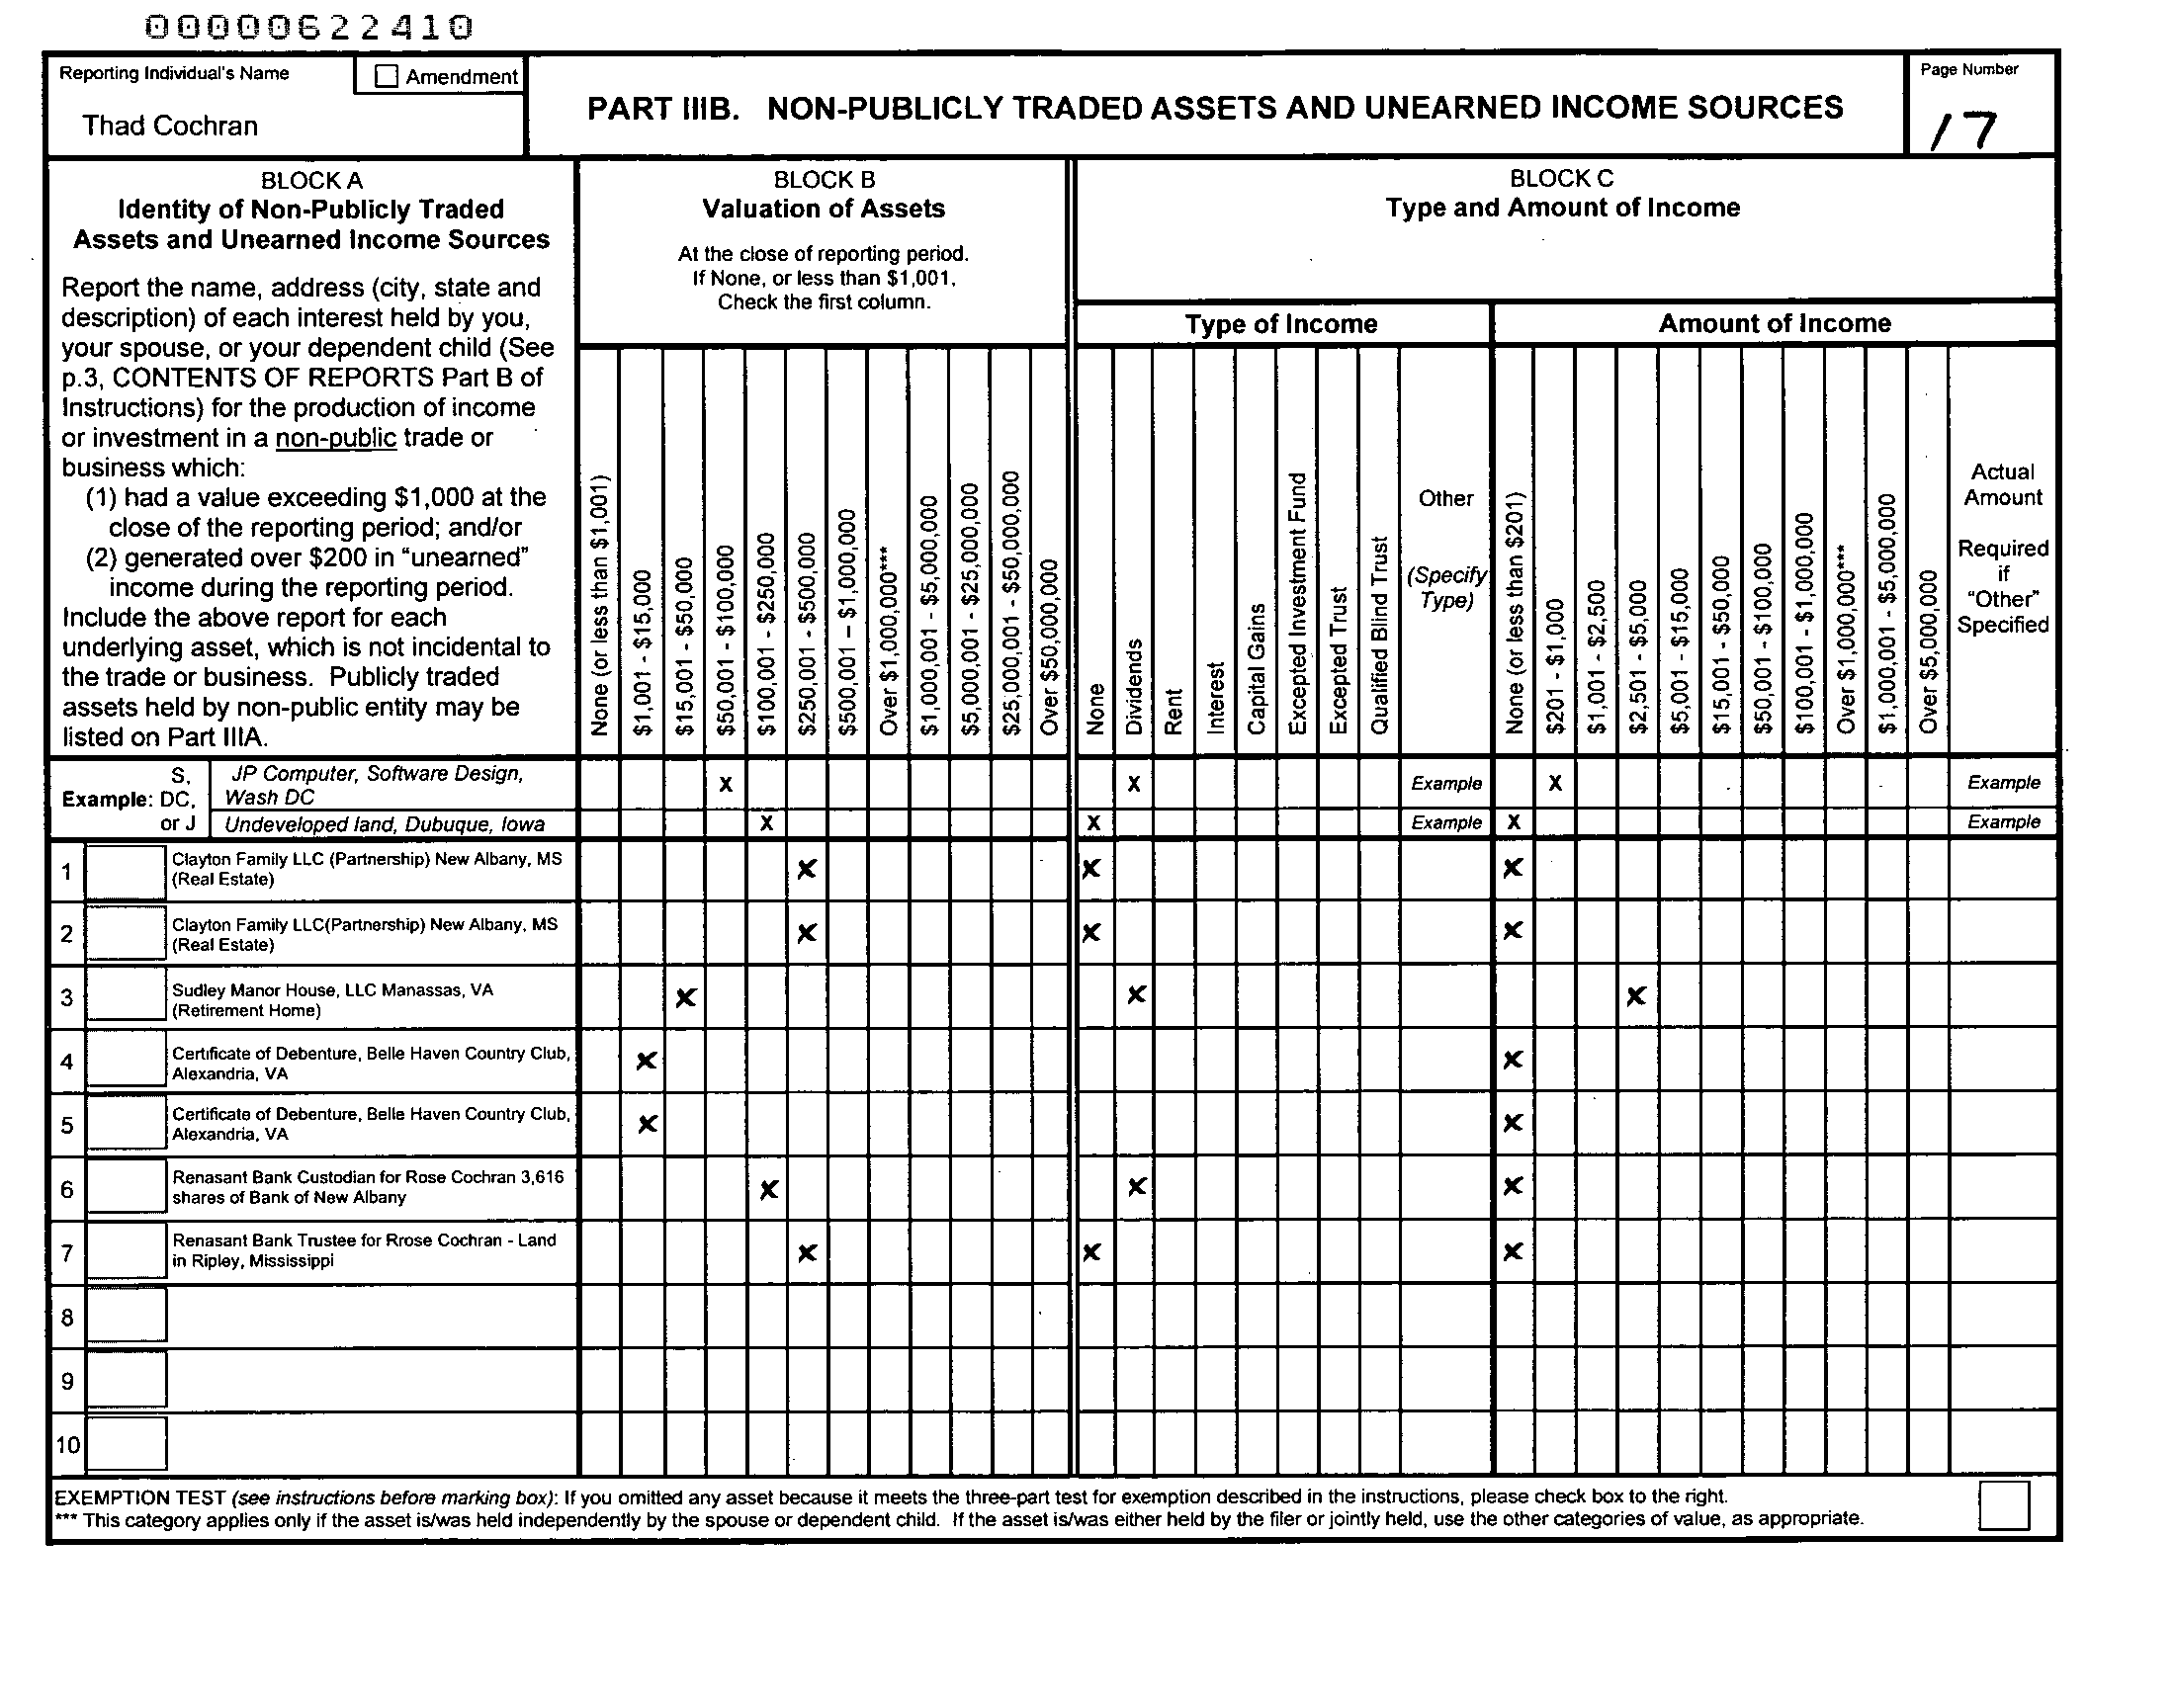 00000622410
Reporting Individual's Name
☐ Amendment
Thad Cochran
PART IIIB. NON-PUBLICLY TRADED ASSETS AND UNEARNED INCOME SOURCES
Page Number
17
BLOCK A
Identity of Non-Publicly Traded
Assets and Unearned Income Sources
Report the name, address (city, state and
description) of each interest held by you,
your spouse, or your dependent child (See
p.3, CONTENTS OF REPORTS Part B of
Instructions) for the production of income
or investment in a non-public trade or
business which:
(1) had a value exceeding $1,000 at the
close of the reporting period; and/or
(2) generated over $200 in "unearned"
income during the reporting period.
Include the above report for each
underlying asset, which is not incidental to
the trade or business. Publicly traded
assets held by non-public entity may be
listed on Part IIIA.
BLOCK B
Valuation of Assets
At the close of reporting period.
If None, or less than $1,001,
Check the first column.
None (or less than $1,001)
$1,001 - $15,000
$15,001 - $50,000
$50,001 - $100,000
$100,001 - $250,000
$250,001 - $500,000
$500,001 – $1,000,000
Over $1,000,000***
$1,000,001 - $5,000,000
$5,000,001 - $25,000,000
$25,000,001 - $50,000,000
Over $50,000,000
BLOCK C
Type and Amount of Income
Type of Income
None
Dividends
Rent
Interest
Capital Gains
Excepted Investment Fund
Excepted Trust
Qualified Blind Trust
Other
(Specify
Type)
Amount of Income
None (or less than $201)
$201 - $1,000
$1,001 - $2,500
$2,501 - $5,000
$5,001 - $15,000
$15,001 - $50,000
$50,001 - $100,000
$100,001 - $1,000,000
Over $1,000,000***
$1,000,001 - $5,000,000
Over $5,000,000
Actual
Amount
Required
if
"Other"
Specified
Example: S, DC, or J
JP Computer, Software Design, X X Example X Example
Wash DC
Undeveloped land, Dubuque, Iowa X X Example X Example
1 Clayton Family LLC (Partnership) New Albany, MS X X X
(Real Estate)
2 Clayton Family LLC(Partnership) New Albany, MS X X X
(Real Estate)
3 Sudley Manor House, LLC Manassas, VA X X X
(Retirement Home)
4 Certificate of Debenture, Belle Haven Country Club, X X
Alexandria, VA
5 Certificate of Debenture, Belle Haven Country Club, X X
Alexandria, VA
6 Renasant Bank Custodian for Rose Cochran 3,616 X X X
shares of Bank of New Albany
7 Renasant Bank Trustee for Rrose Cochran - Land X X X
in Ripley, Mississippi
8
9
10
EXEMPTION TEST (see instructions before marking box): If you omitted any asset because it meets the three-part test for exemption described in the instructions, please check box to the right.
*** This category applies only if the asset is/was held independently by the spouse or dependent child. If the asset is/was either held by the filer or jointly held, use the other categories of value, as appropriate.